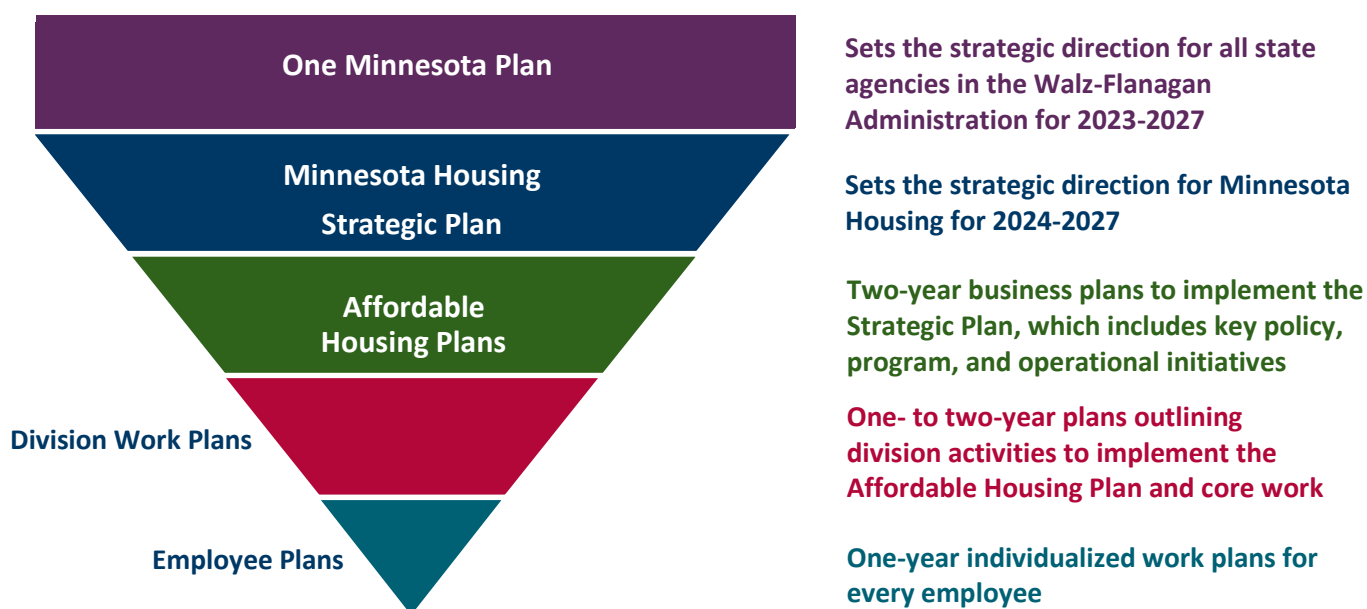 One Minnesota Plan
Sets the strategic direction for all state
agencies in the Walz-Flanagan
Administration for 2023-2027
Minnesota Housing
Strategic Plan
Sets the strategic direction for Minnesota
Housing for 2024-2027
Affordable
Housing Plans
Two-year business plans to implement the
Strategic Plan, which includes key policy,
program, and operational initiatives
Division Work Plans
One- to two-year plans outlining
division activities to implement the
Affordable Housing Plan and core work
Employee Plans
One-year individualized work plans for
every employee